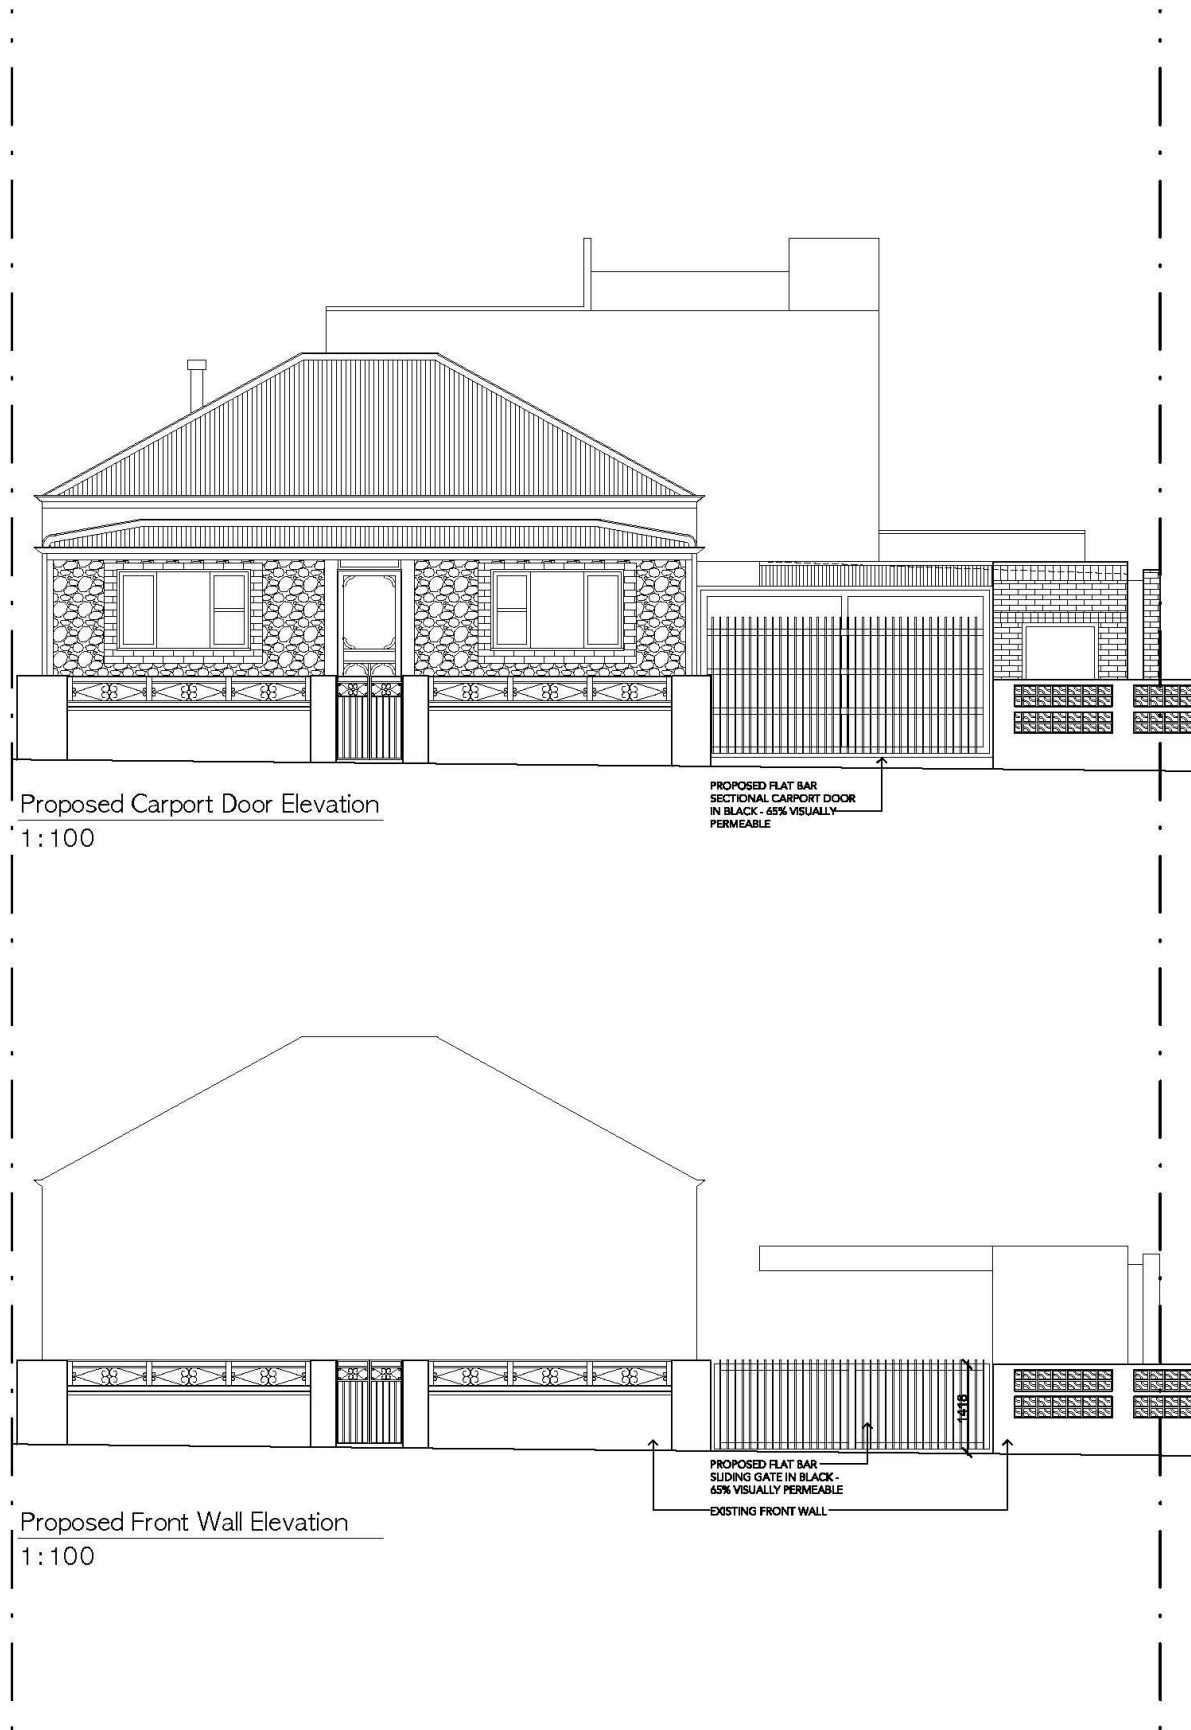 PROPOSED FLAT BAR
SECTIONAL CARPORT DOOR
IN BLACK - 65% VISUALLY
PERMEABLE
Proposed Carport Door Elevation
1:100
1418
PROPOSED FLAT BAR
SLIDING GATE IN BLACK -
65% VISUALLY PERMEABLE
EXISTING FRONT WALL
Proposed Front Wall Elevation
1:100